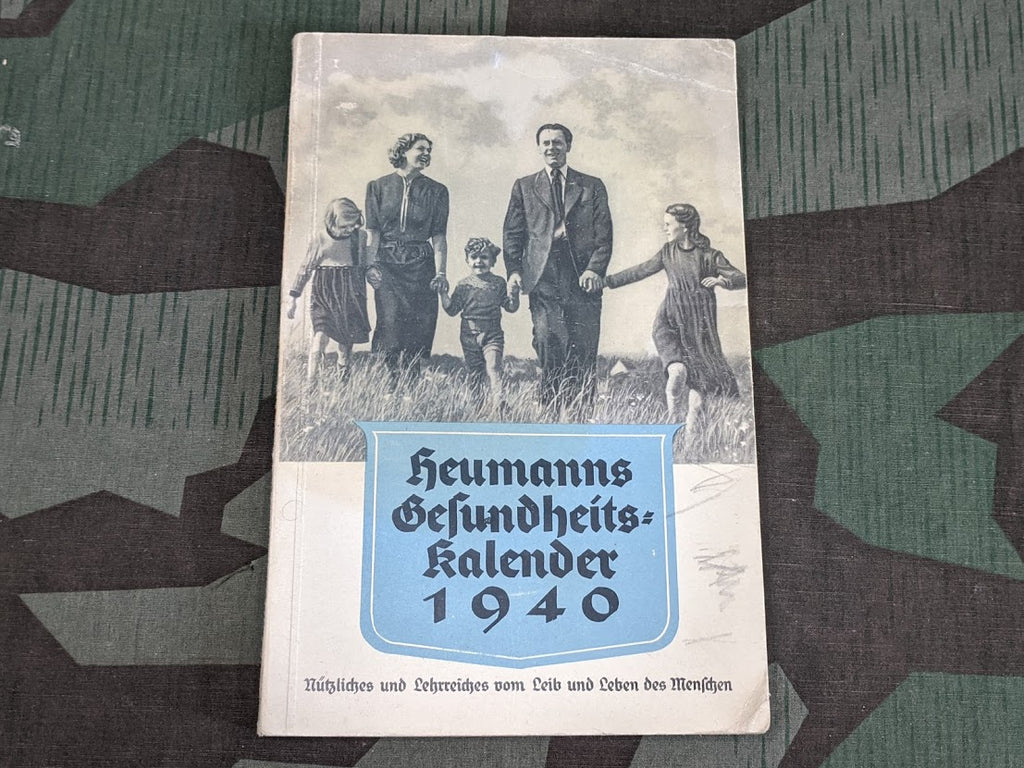 Heumanns
Geſundheits=
Kalender
1940
Nützliches und Lehrreiches vom Leib und Leben des Menſchen